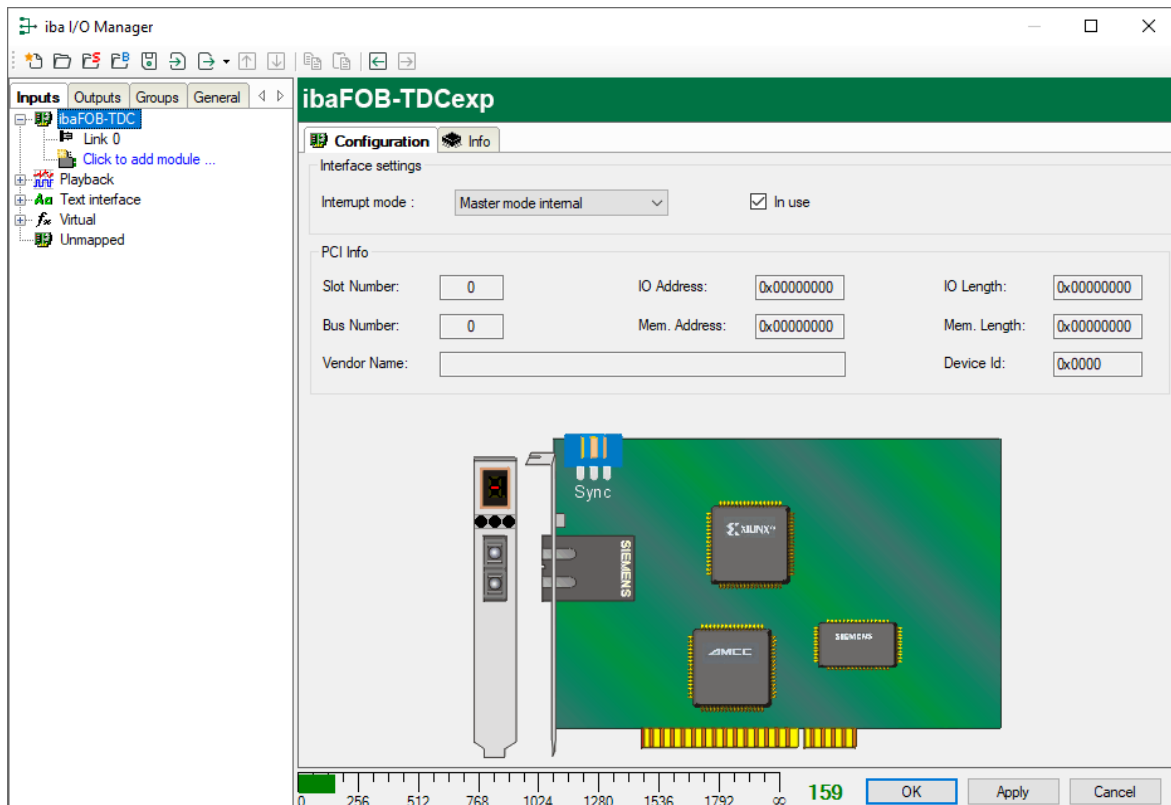 iba I/O Manager
Inputs Outputs Groups General
ibaFOB-TDC
Link 0
Click to add module ...
Playback
Text interface
Virtual
Unmapped
ibaFOB-TDCexp
Configuration Info
Interface settings
Interrupt mode : Master mode internal In use
PCI Info
Slot Number: 0 IO Address: 0x00000000 IO Length: 0x00000000
Bus Number: 0 Mem. Address: 0x00000000 Mem. Length: 0x00000000
Vendor Name: Device Id: 0x0000
Sync
SIEMENS
XILINX
SIEMENS
AMCC
0 256 512 768 1024 1280 1536 1792 ∞ 159 OK Apply Cancel